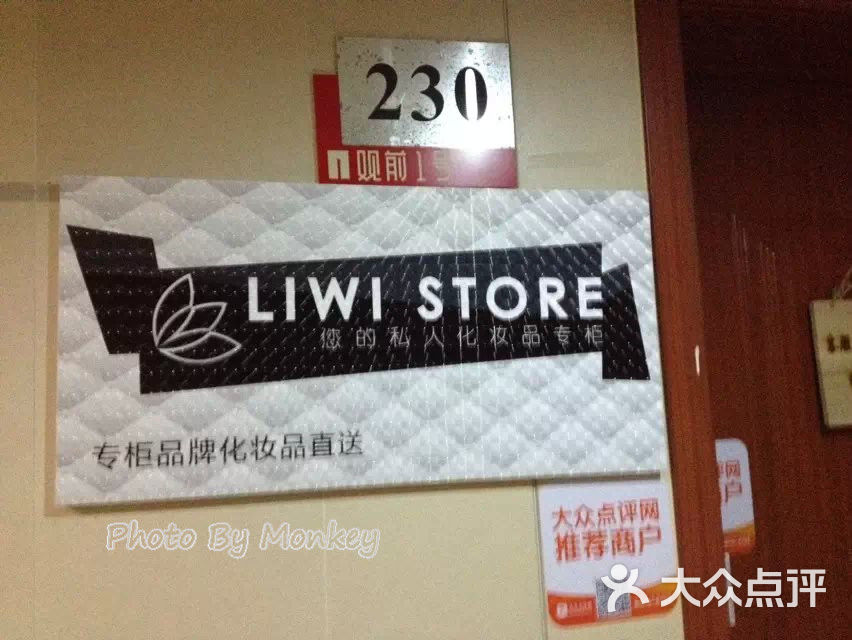 230
观前1号
LIWI STORE
您的私人化妆品专柜
专柜品牌化妆品直送
大众点评网
推荐商户
Photo By Monkey
大众点评